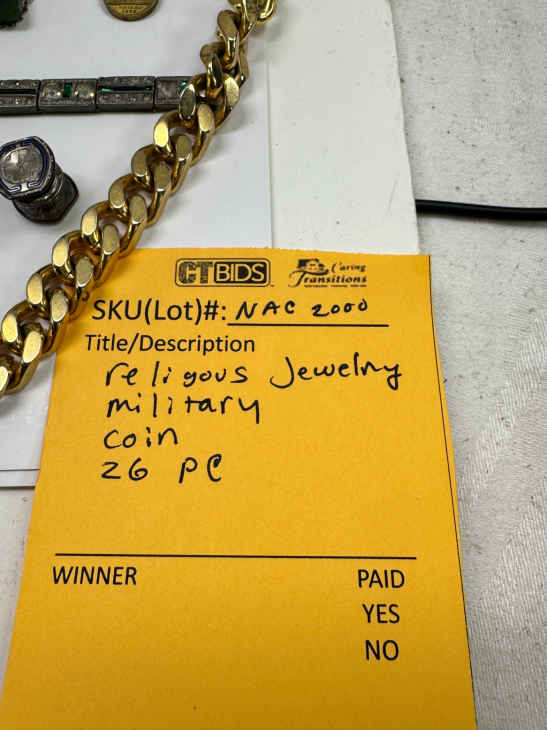 CTBIDS
Caring
Transitions
SKU(Lot)#: NAC 2000
Title/Description
religous Jewelry
military
coin
26 PC
WINNER PAID
YES
NO